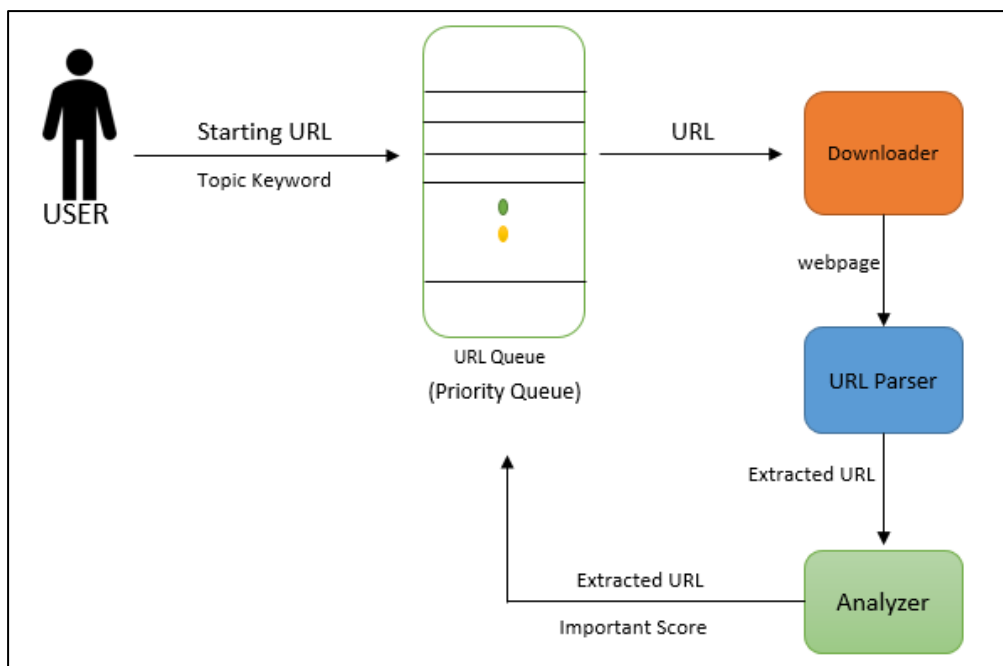 USER
Starting URL
Topic Keyword
URL Queue
(Priority Queue)
URL
Downloader
webpage
URL Parser
Extracted URL
Analyzer
Extracted URL
Important Score